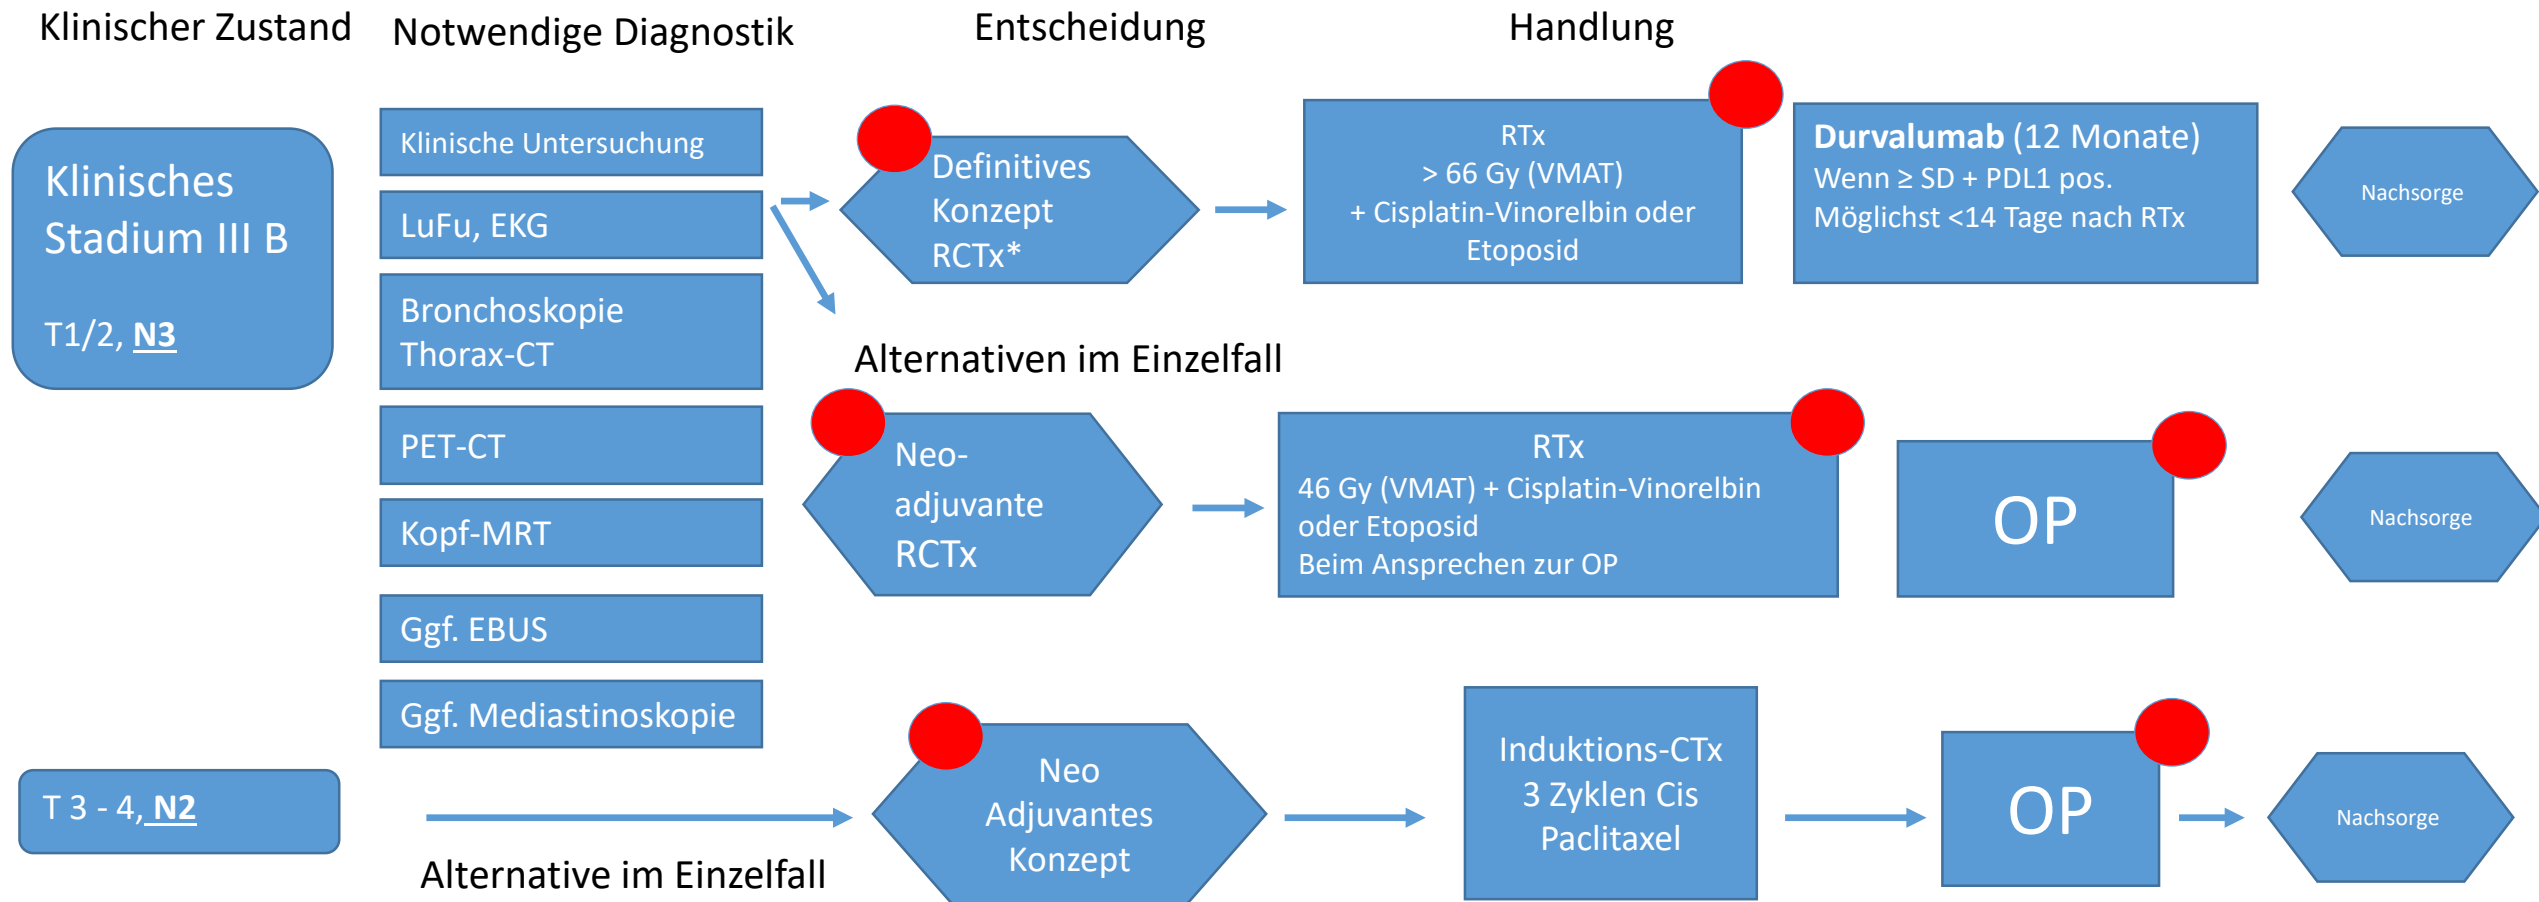 Klinischer Zustand
Notwendige Diagnostik
Entscheidung
Handlung
Klinisches
Stadium III B
T1/2, N3
Klinische Untersuchung
LuFu, EKG
Bronchoskopie
Thorax-CT
PET-CT
Kopf-MRT
Ggf. EBUS
Ggf. Mediastinoskopie
Definitives
Konzept
RCTx*
RTx
> 66 Gy (VMAT)
+ Cisplatin-Vinorelbin oder
Etoposid
Durvalumab (12 Monate)
Wenn ≥ SD + PDL1 pos.
Möglichst <14 Tage nach RTx
Nachsorge
Alternativen im Einzelfall
Neo-
adjuvante
RCTx
RTx
46 Gy (VMAT) + Cisplatin-Vinorelbin
oder Etoposid
Beim Ansprechen zur OP
OP
Nachsorge
T 3 - 4, N2
Alternative im Einzelfall
Neo
Adjuvantes
Konzept
Induktions-CTx
3 Zyklen Cis
Paclitaxel
OP
Nachsorge